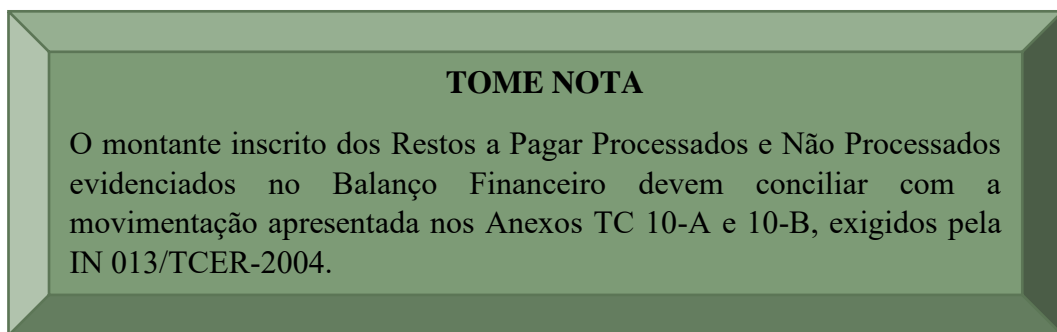 TOME NOTA
O montante inscrito dos Restos a Pagar Processados e Não Processados
evidenciados no Balanço Financeiro devem conciliar com a
movimentação apresentada nos Anexos TC 10-A e 10-B, exigidos pela
IN 013/TCER-2004.